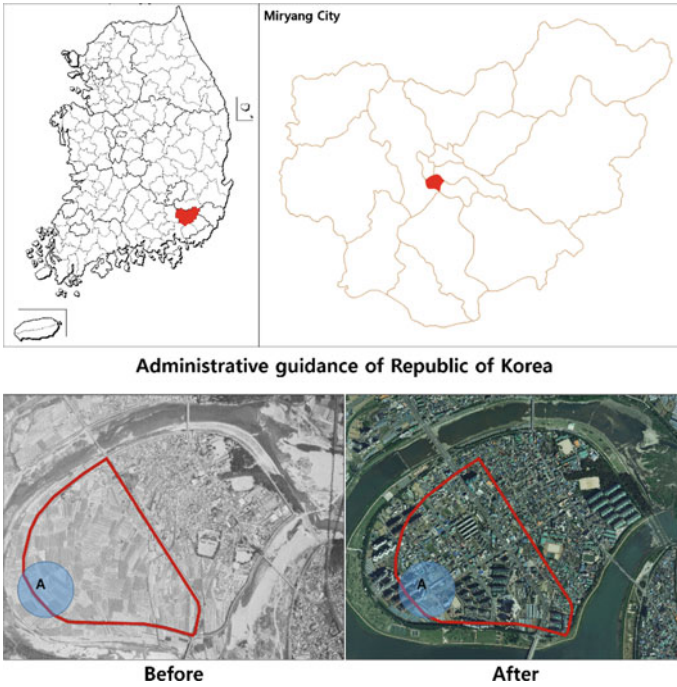 Miryang City
Administrative guidance of Republic of Korea
A
A
Before
After